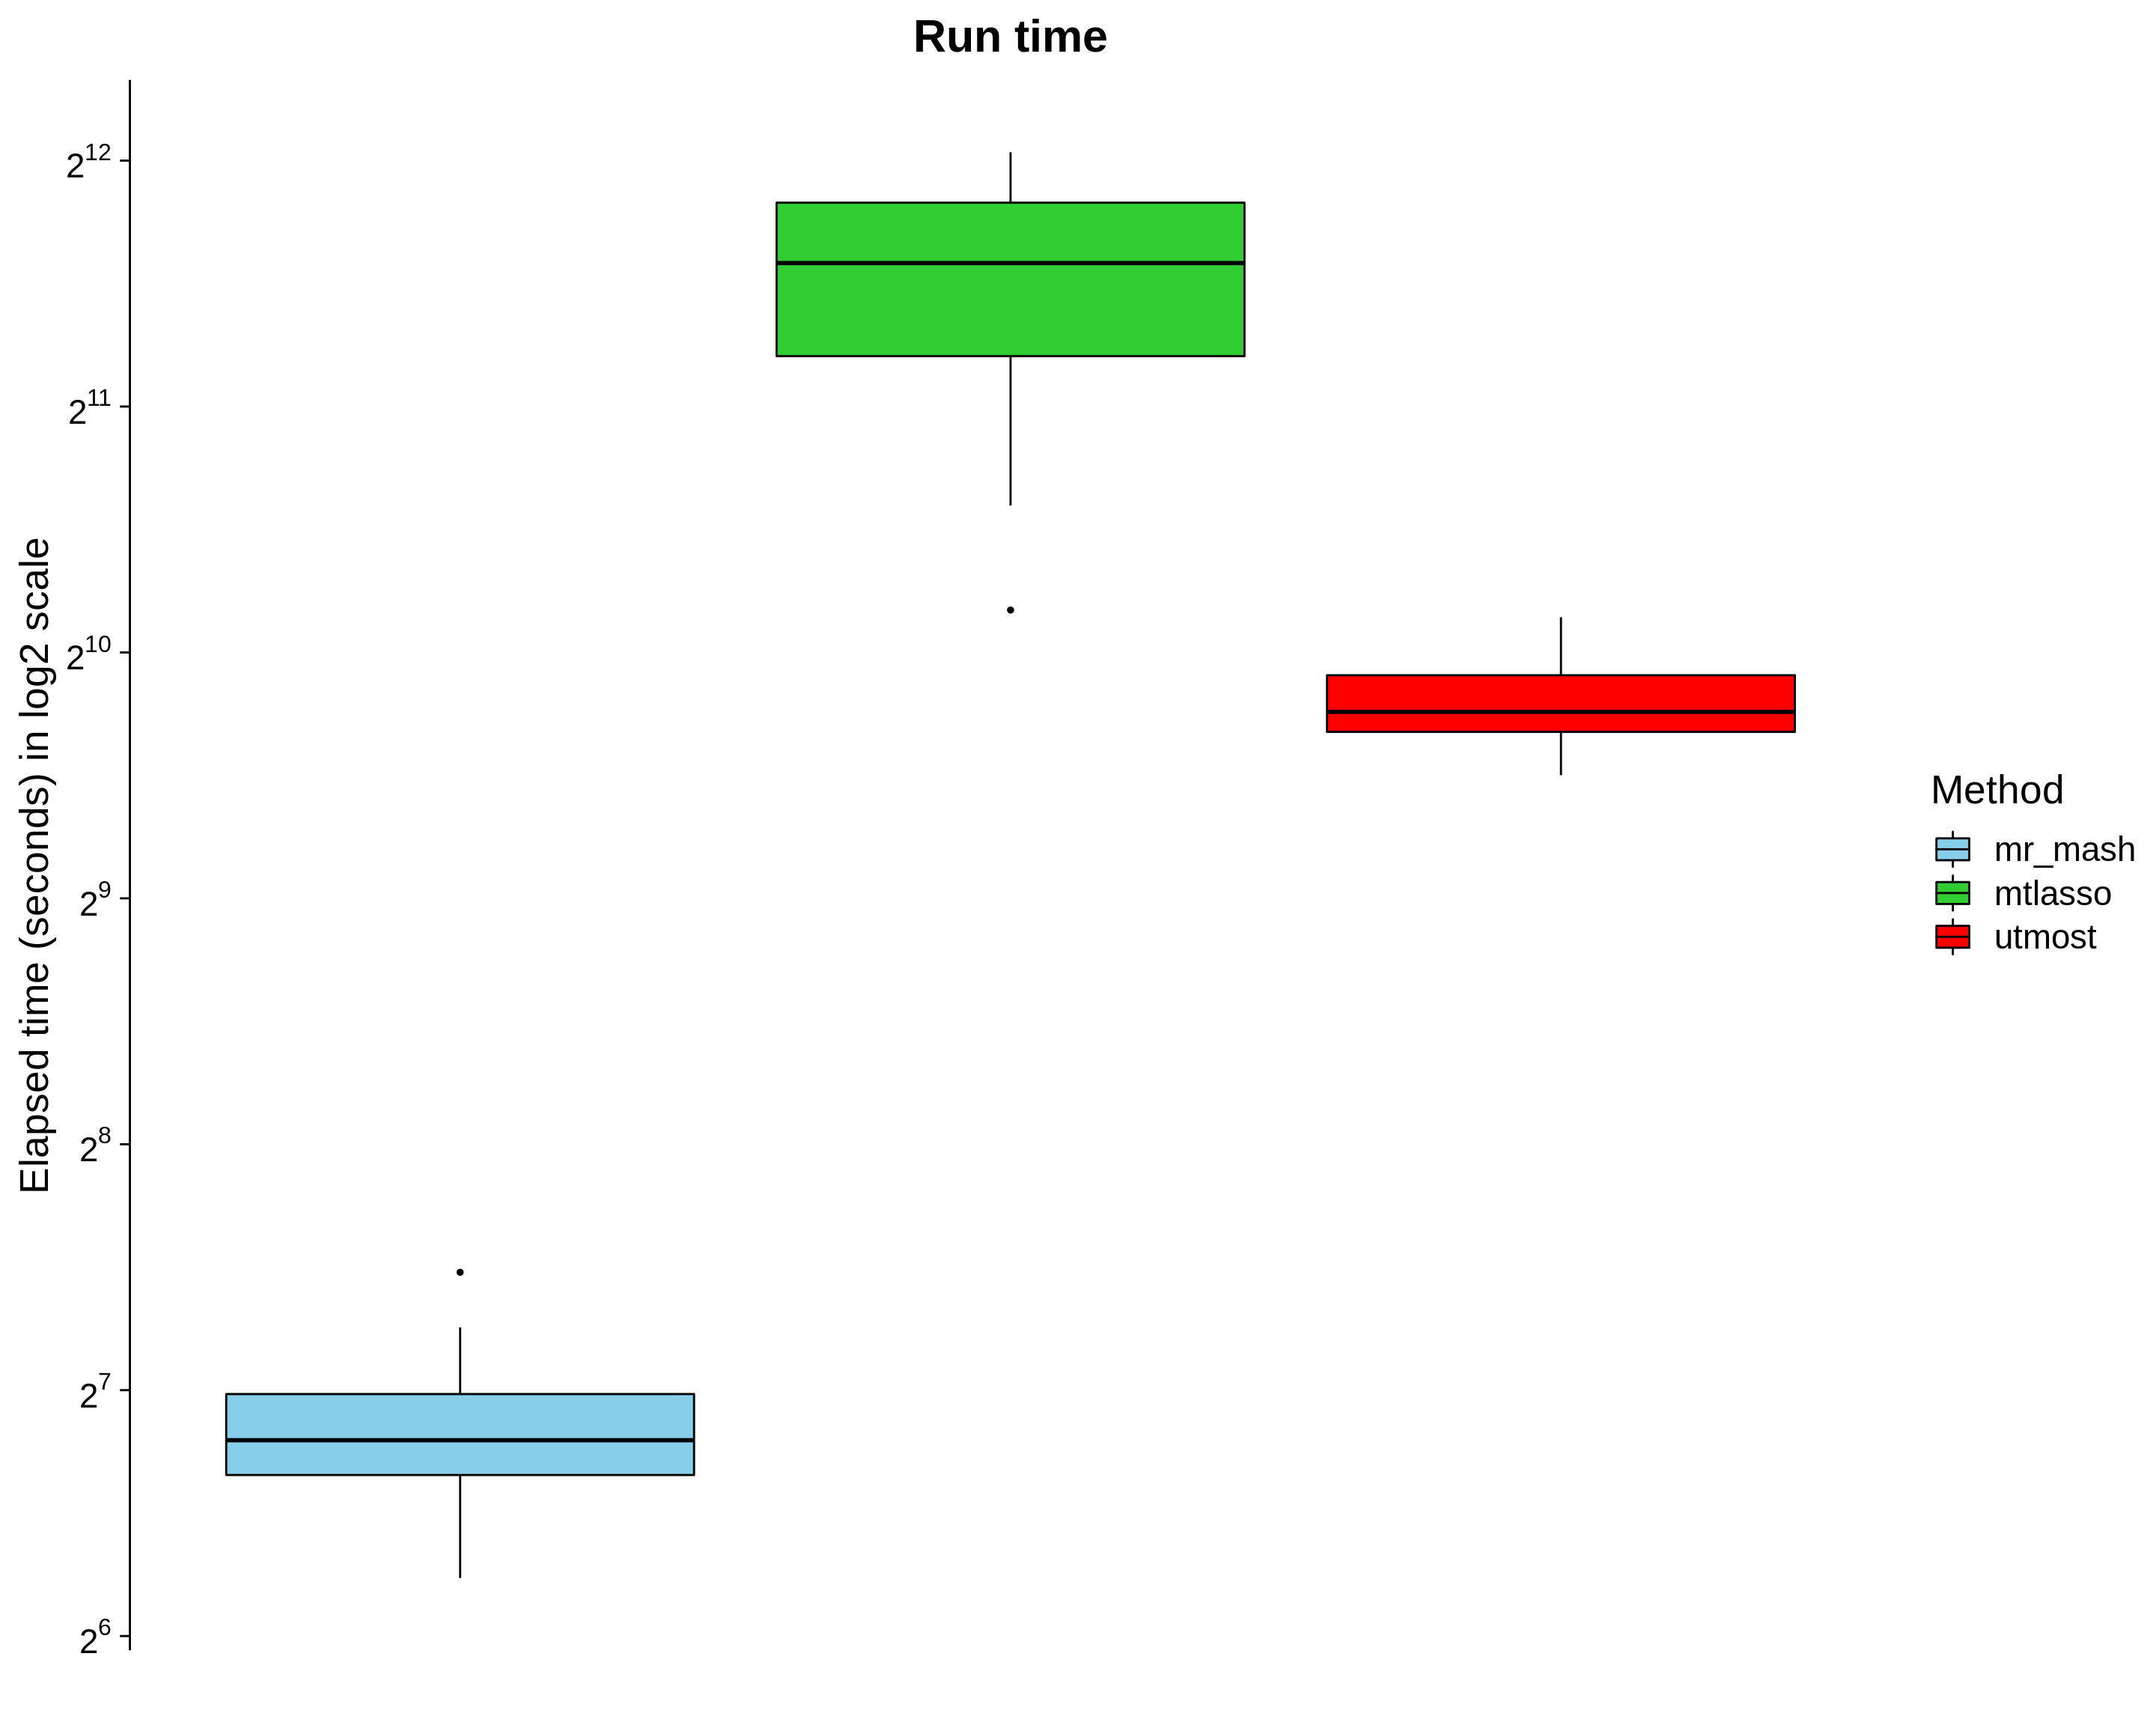 Run time
Elapsed time (seconds) in log2 scale
2^12
2^11
2^10
2^9
2^8
2^7
2^6
Method
mr_mash
mtlasso
utmost